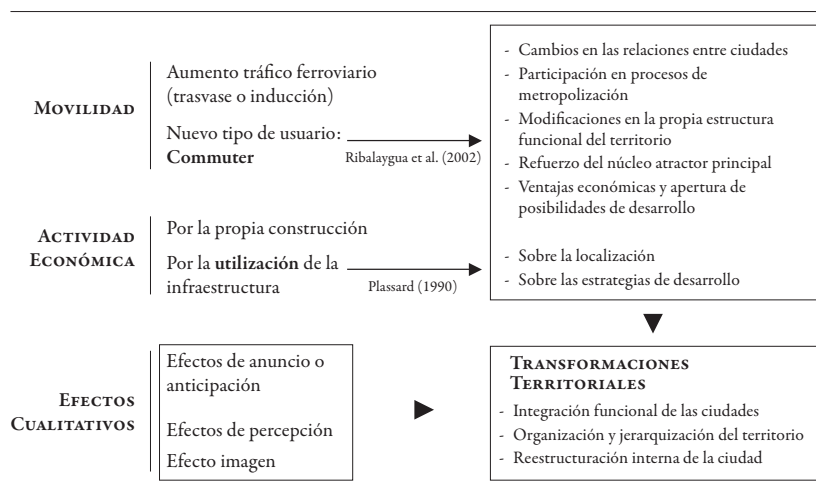 MOVILIDAD
Aumento tráfico ferroviario
(trasvase o inducción)
Nuevo tipo de usuario:
Commuter
Ribalaygua et al. (2002)
- Cambios en las relaciones entre ciudades
- Participación en procesos de
metropolización
- Modificaciones en la propia estructura
funcional del territorio
- Refuerzo del núcleo atractor principal
- Ventajas económicas y apertura de
posibilidades de desarrollo
ACTIVIDAD
ECONÓMICA
Por la propia construcción
Por la utilización de la
infraestructura
Plassard (1990)
- Sobre la localización
- Sobre las estrategias de desarrollo
EFECTOS
CUALITATIVOS
Efectos de anuncio o
anticipación
Efectos de percepción
Efecto imagen
TRANSFORMACIONES
TERRITORIALES
- Integración funcional de las ciudades
- Organización y jerarquización del territorio
- Reestructuración interna de la ciudad